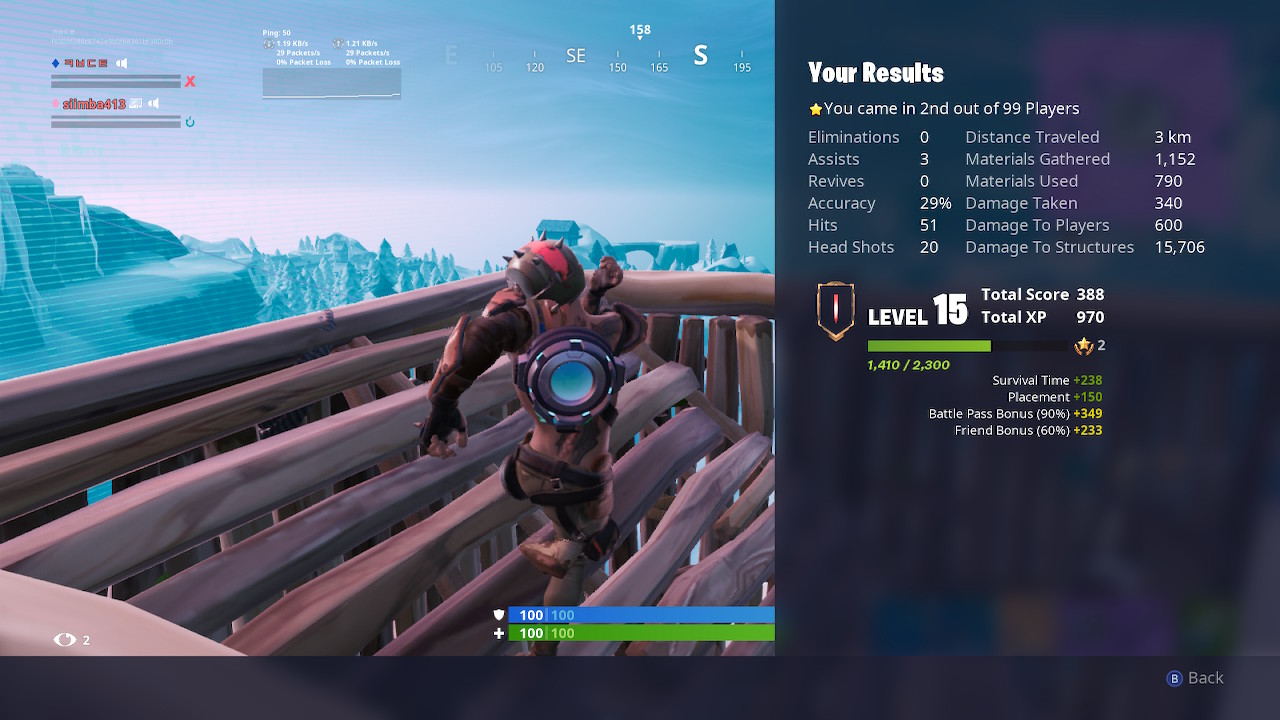 Ping: 50
1.19 KB/s 1.21 KB/s
29 Packets/s 29 Packets/s
0% Packet Loss 0% Packet Loss
siimba413
158
E SE S
105 120 150 165 195
Your Results
You came in 2nd out of 99 Players
Eliminations 0 Distance Traveled 3 km
Assists 3 Materials Gathered 1,152
Revives 0 Materials Used 790
Accuracy 29% Damage Taken 340
Hits 51 Damage To Players 600
Head Shots 20 Damage To Structures 15,706
LEVEL 15
Total Score 388
Total XP 970
2
1,410 / 2,300
Survival Time +238
Placement +150
Battle Pass Bonus (90%) +349
Friend Bonus (60%) +233
100 | 100
100 | 100
2
B Back